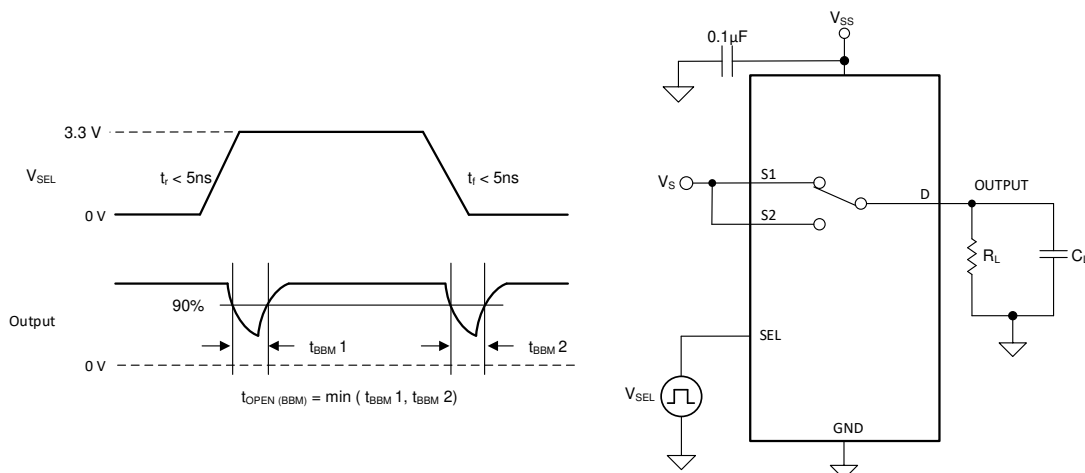 3.3 V
V_SEL
t_r < 5ns
t_f < 5ns
0 V
90%
Output
t_BBM 1
t_BBM 2
0 V
t_OPEN (BBM) = min ( t_BBM 1, t_BBM 2)
V_SS
0.1µF
V_S
S1
S2
D
OUTPUT
R_L
C_L
SEL
V_SEL
GND